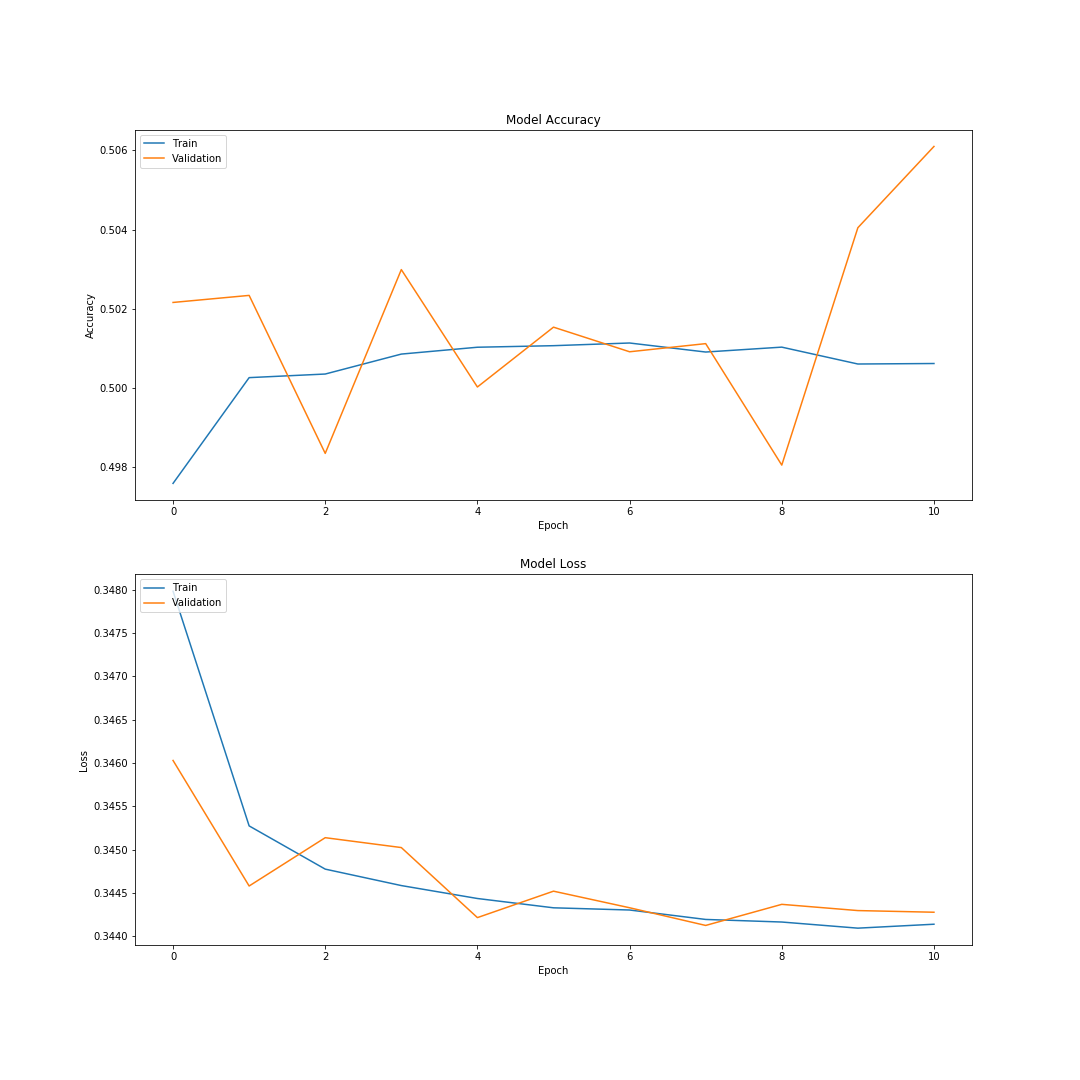 Model Accuracy
Train
Validation
0.506
0.504
0.502
0.500
0.498
Accuracy
0 2 4 6 8 10
Epoch
Model Loss
Train
Validation
0.3480
0.3475
0.3470
0.3465
0.3460
0.3455
0.3450
0.3445
0.3440
Loss
0 2 4 6 8 10
Epoch